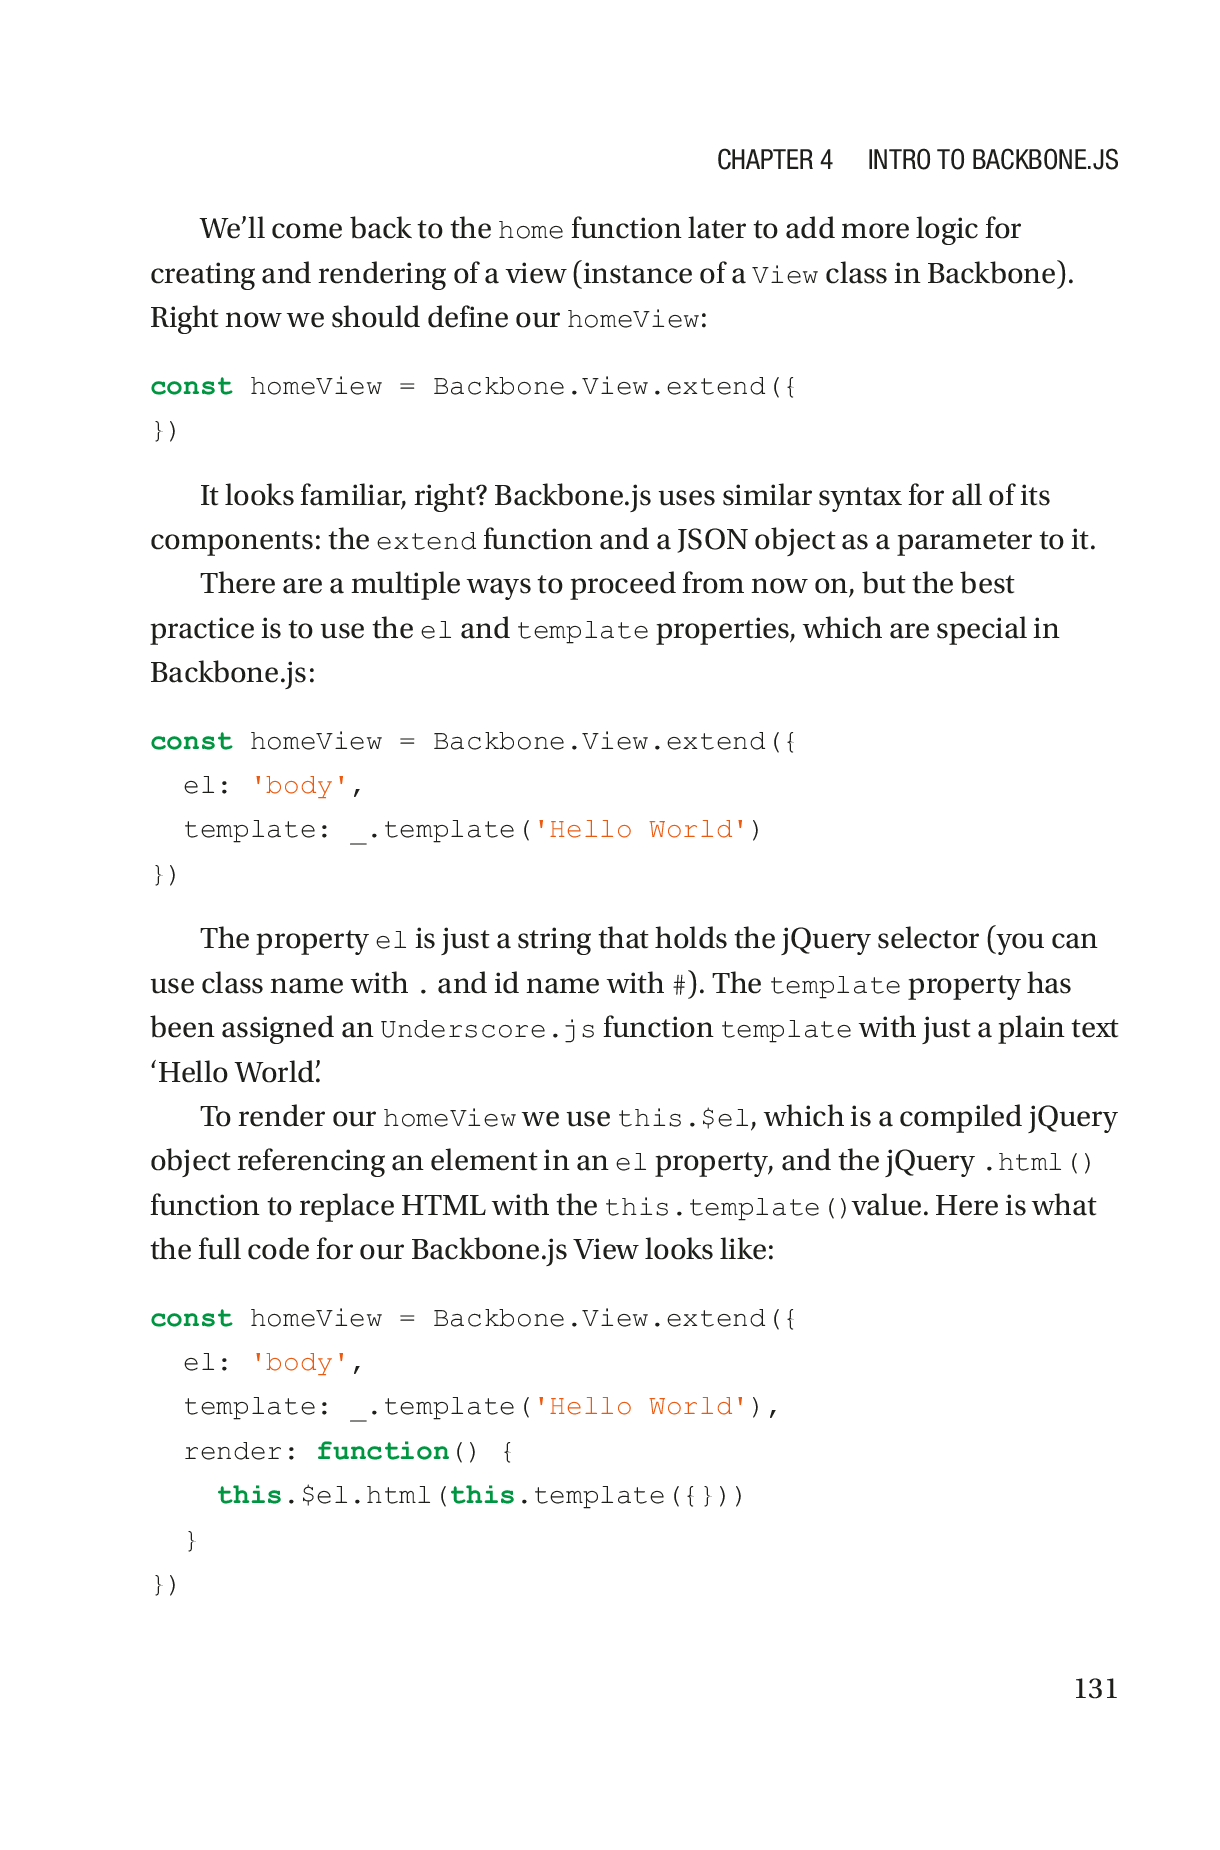 CHAPTER 4 INTRO TO BACKBONE.JS
We’ll come back to the home function later to add more logic for
creating and rendering of a view (instance of a View class in Backbone).
Right now we should define our homeView:
const homeView = Backbone.View.extend({
})
It looks familiar, right? Backbone.js uses similar syntax for all of its
components: the extend function and a JSON object as a parameter to it.
There are a multiple ways to proceed from now on, but the best
practice is to use the el and template properties, which are special in
Backbone.js:
const homeView = Backbone.View.extend({
  el: 'body',
  template: _.template('Hello World')
})
The property el is just a string that holds the jQuery selector (you can
use class name with . and id name with #). The template property has
been assigned an Underscore.js function template with just a plain text
‘Hello World’.
To render our homeView we use this.$el, which is a compiled jQuery
object referencing an element in an el property, and the jQuery .html()
function to replace HTML with the this.template()value. Here is what
the full code for our Backbone.js View looks like:
const homeView = Backbone.View.extend({
  el: 'body',
  template: _.template('Hello World'),
  render: function() {
    this.$el.html(this.template({}))
  }
})
131